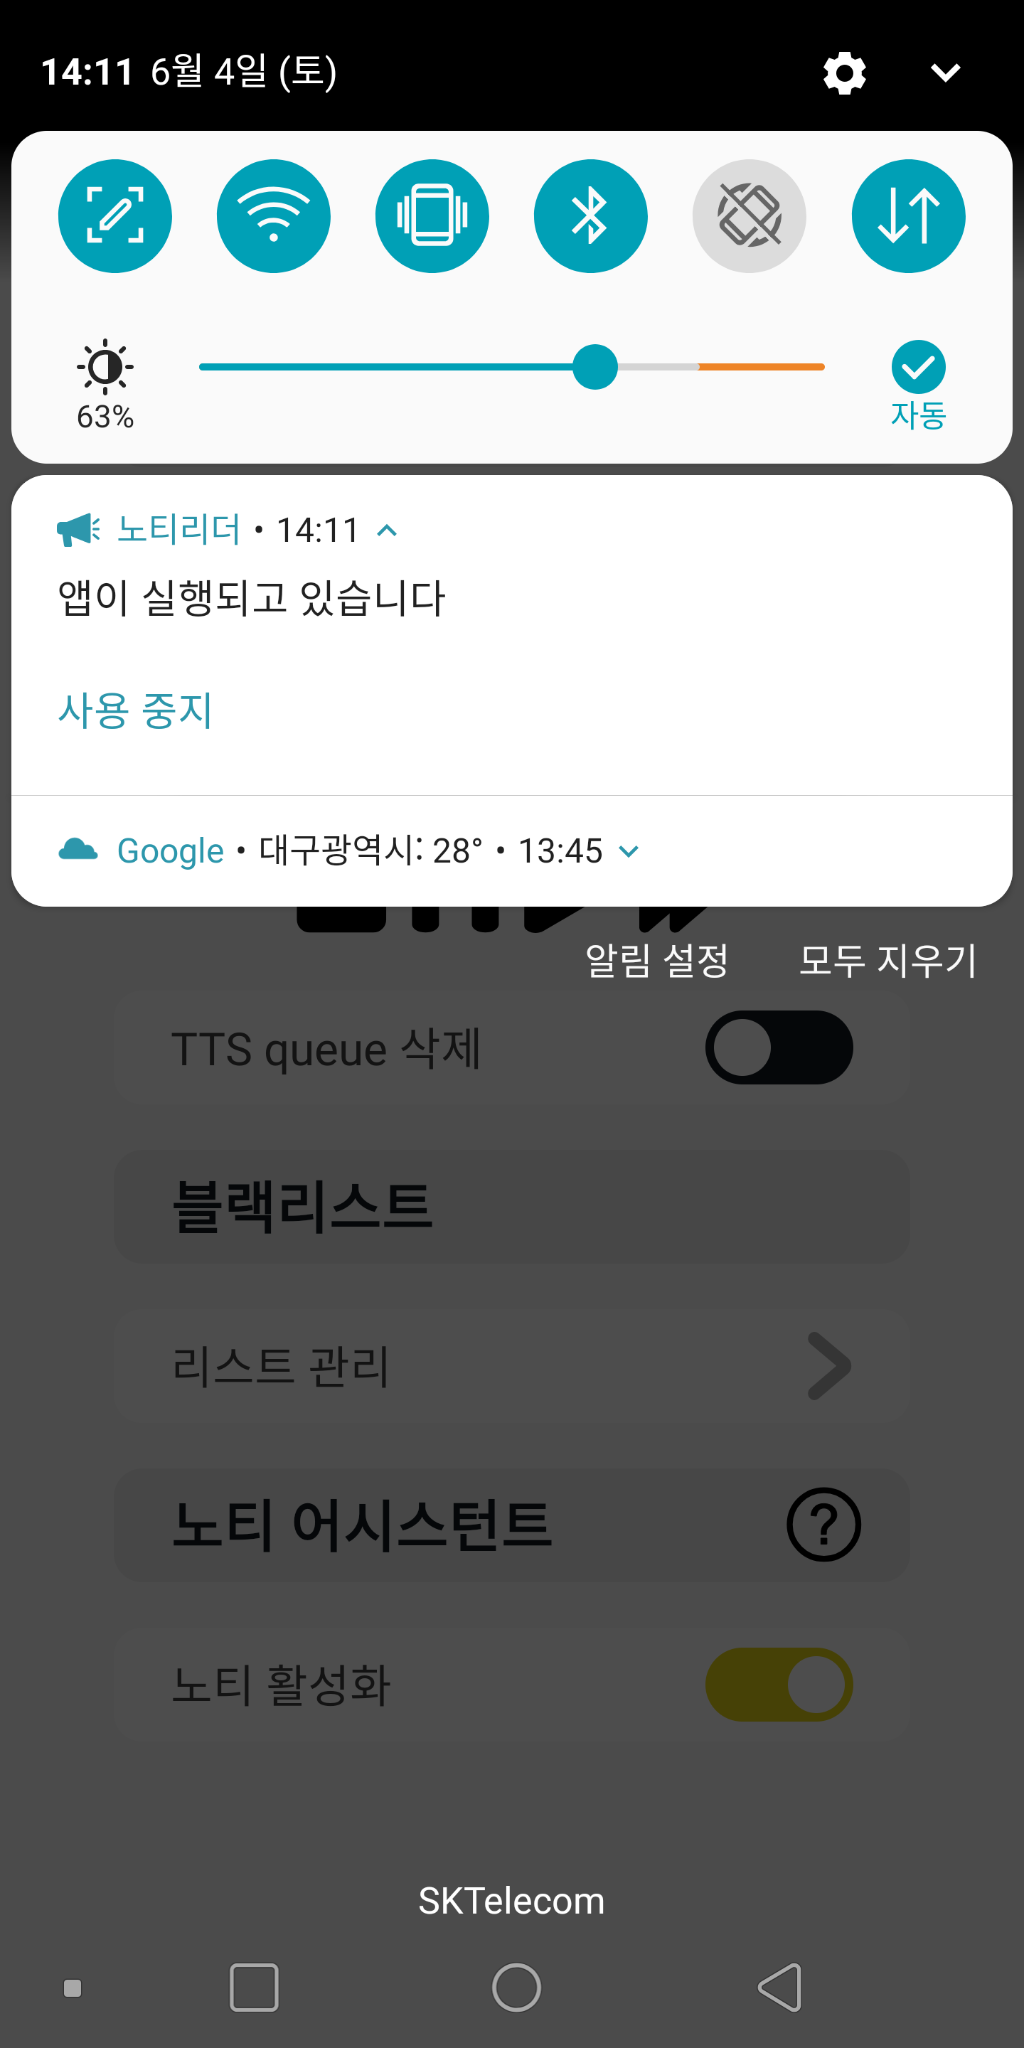 14:11 6월 4일 (토)
63%
자동
노티리더 • 14:11
앱이 실행되고 있습니다
사용 중지
Google • 대구광역시: 28° • 13:45
알림 설정 모두 지우기
TTS queue 삭제
블랙리스트
리스트 관리
노티 어시스턴트 ?
노티 활성화
SKTelecom